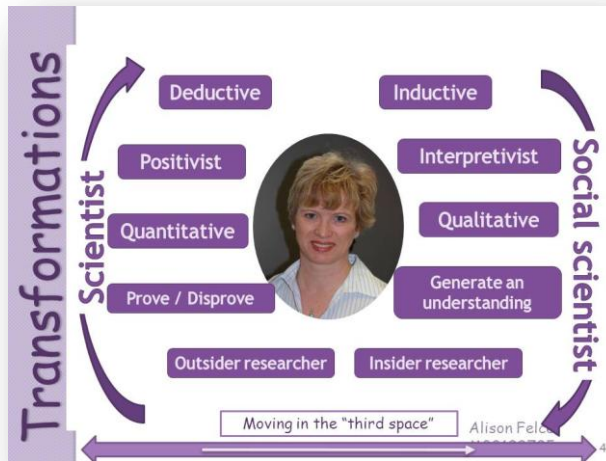 Transformations
Scientist
Deductive
Inductive
Positivist
Interpretivist
Quantitative
Qualitative
Prove / Disprove
Generate an
understanding
Outsider researcher
Insider researcher
Social scientist
Moving in the "third space"
Alison
4